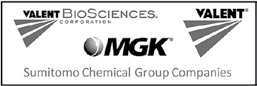 VALENT BIOSCIENCES®
CORPORATION
VALENT®
MGK®
Sumitomo Chemical Group Companies